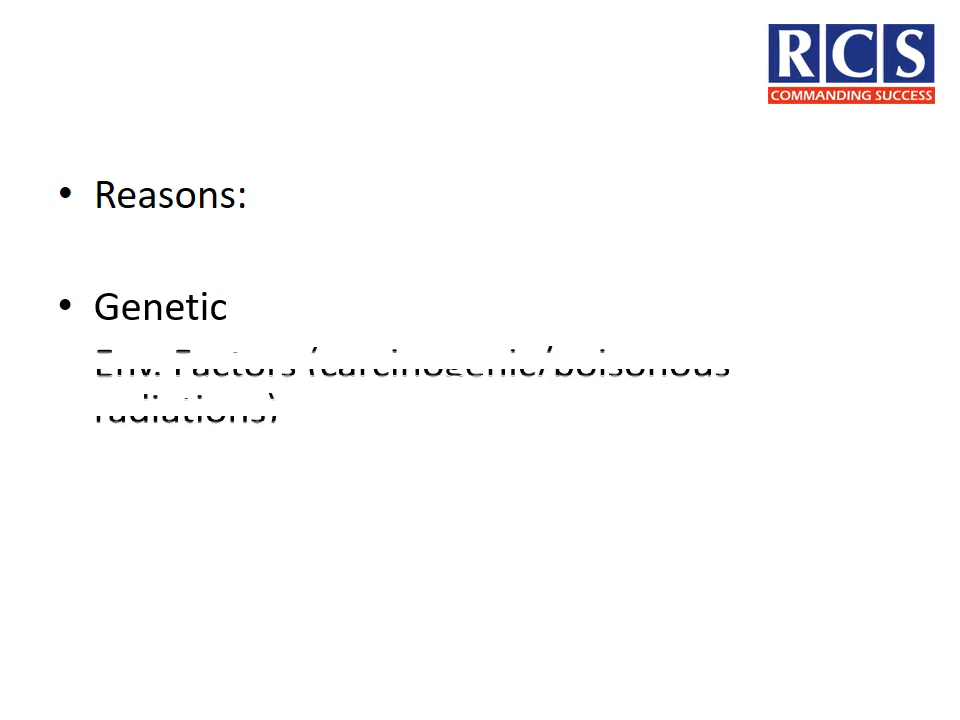 RCS
COMMANDING SUCCESS
• Reasons:
• Genetic
Env. Factors (carcinogenic/poisonous
radiations)